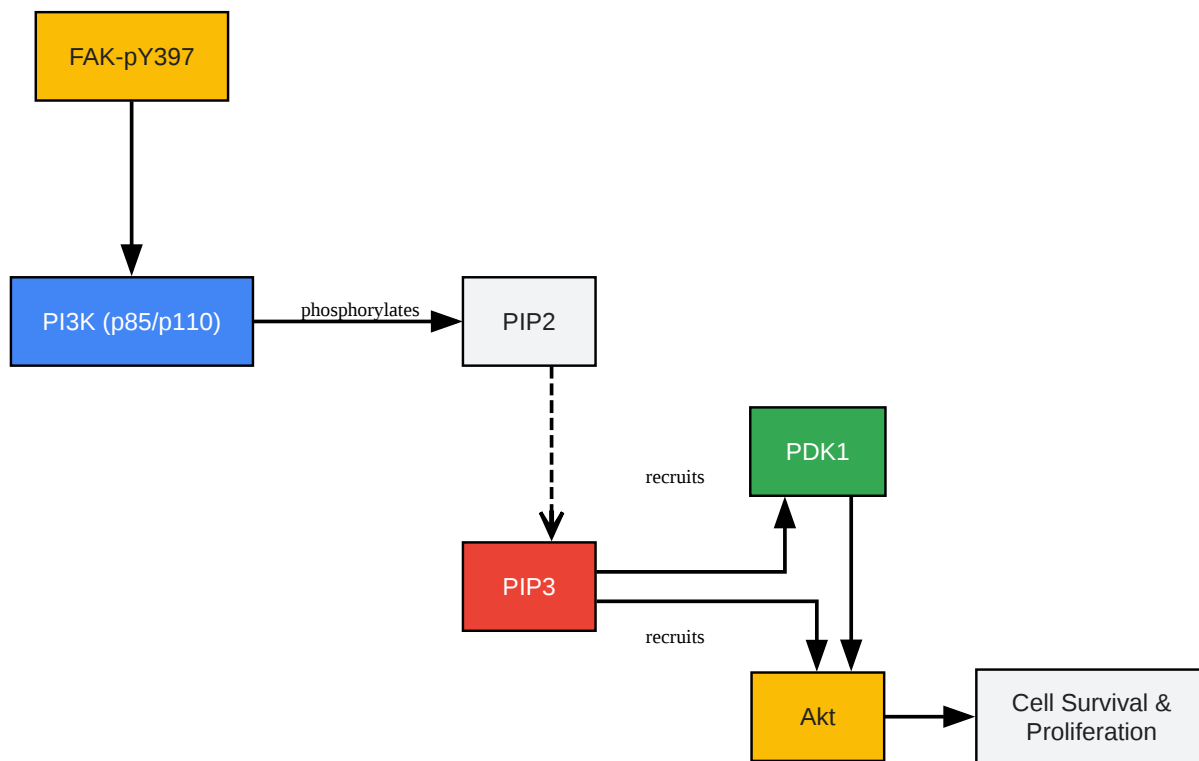 FAK-pY397
PI3K (p85/p110)
phosphorylates
PIP2
PDK1
recruits
PIP3
recruits
Akt
Cell Survival &
Proliferation